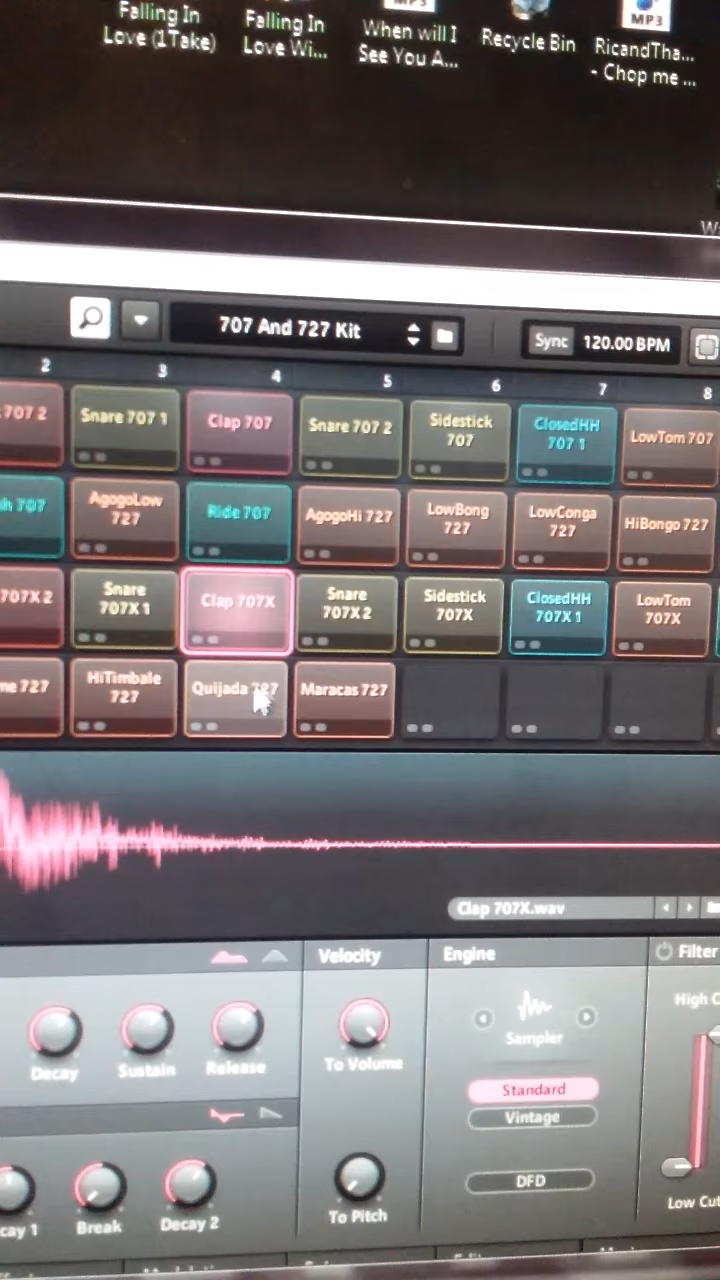 Falling In
Love (1Take)
Falling In
Love Wi...
MP3
When will I
See You A...
Recycle Bin
MP3
RicandTha...
- Chop me ...
707 And 727 Kit
Sync
120.00 BPM
2
3
4
5
6
7
8
707 2
Snare 707 1
Clap 707
Snare 707 2
Sidestick
707
ClosedHH
707 1
LowTom 707
707
AgogoLow
727
Ride 707
AgogoHi 727
LowBong
727
LowConga
727
HiBongo 727
707X 2
Snare
707X 1
Clap 707X
Snare
707X 2
Sidestick
707X
ClosedHH
707X 1
LowTom
707X
me 727
HiTimbale
727
Quijada 727
Maracas 727
Clap 707X.wav
Velocity
Engine
Filter
High C
Decay
Sustain
Release
To Volume
Sampler
Standard
Vintage
DFD
cay 1
Break
Decay 2
To Pitch
Low Cut